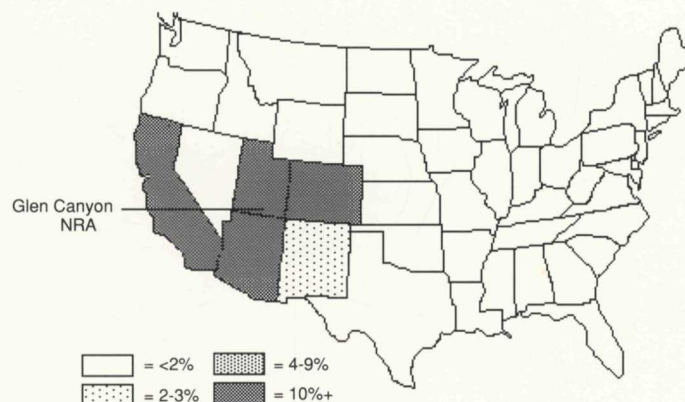 Glen Canyon
NRA
= <2%
= 4-9%
= 2-3%
= 10%+